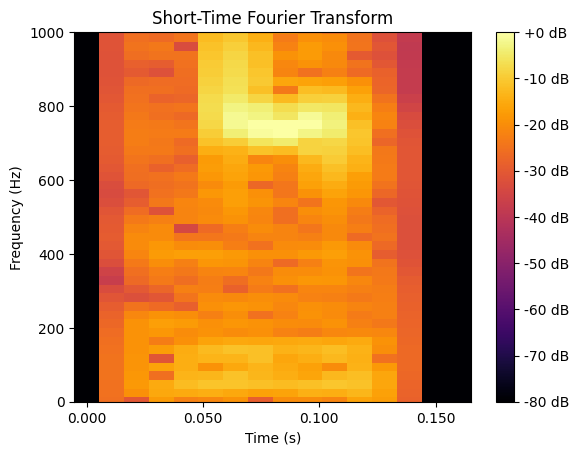 Short-Time Fourier Transform
Frequency (Hz)
1000
800
600
400
200
0
0.000
0.050
0.100
0.150
Time (s)
+0 dB
-10 dB
-20 dB
-30 dB
-40 dB
-50 dB
-60 dB
-70 dB
-80 dB